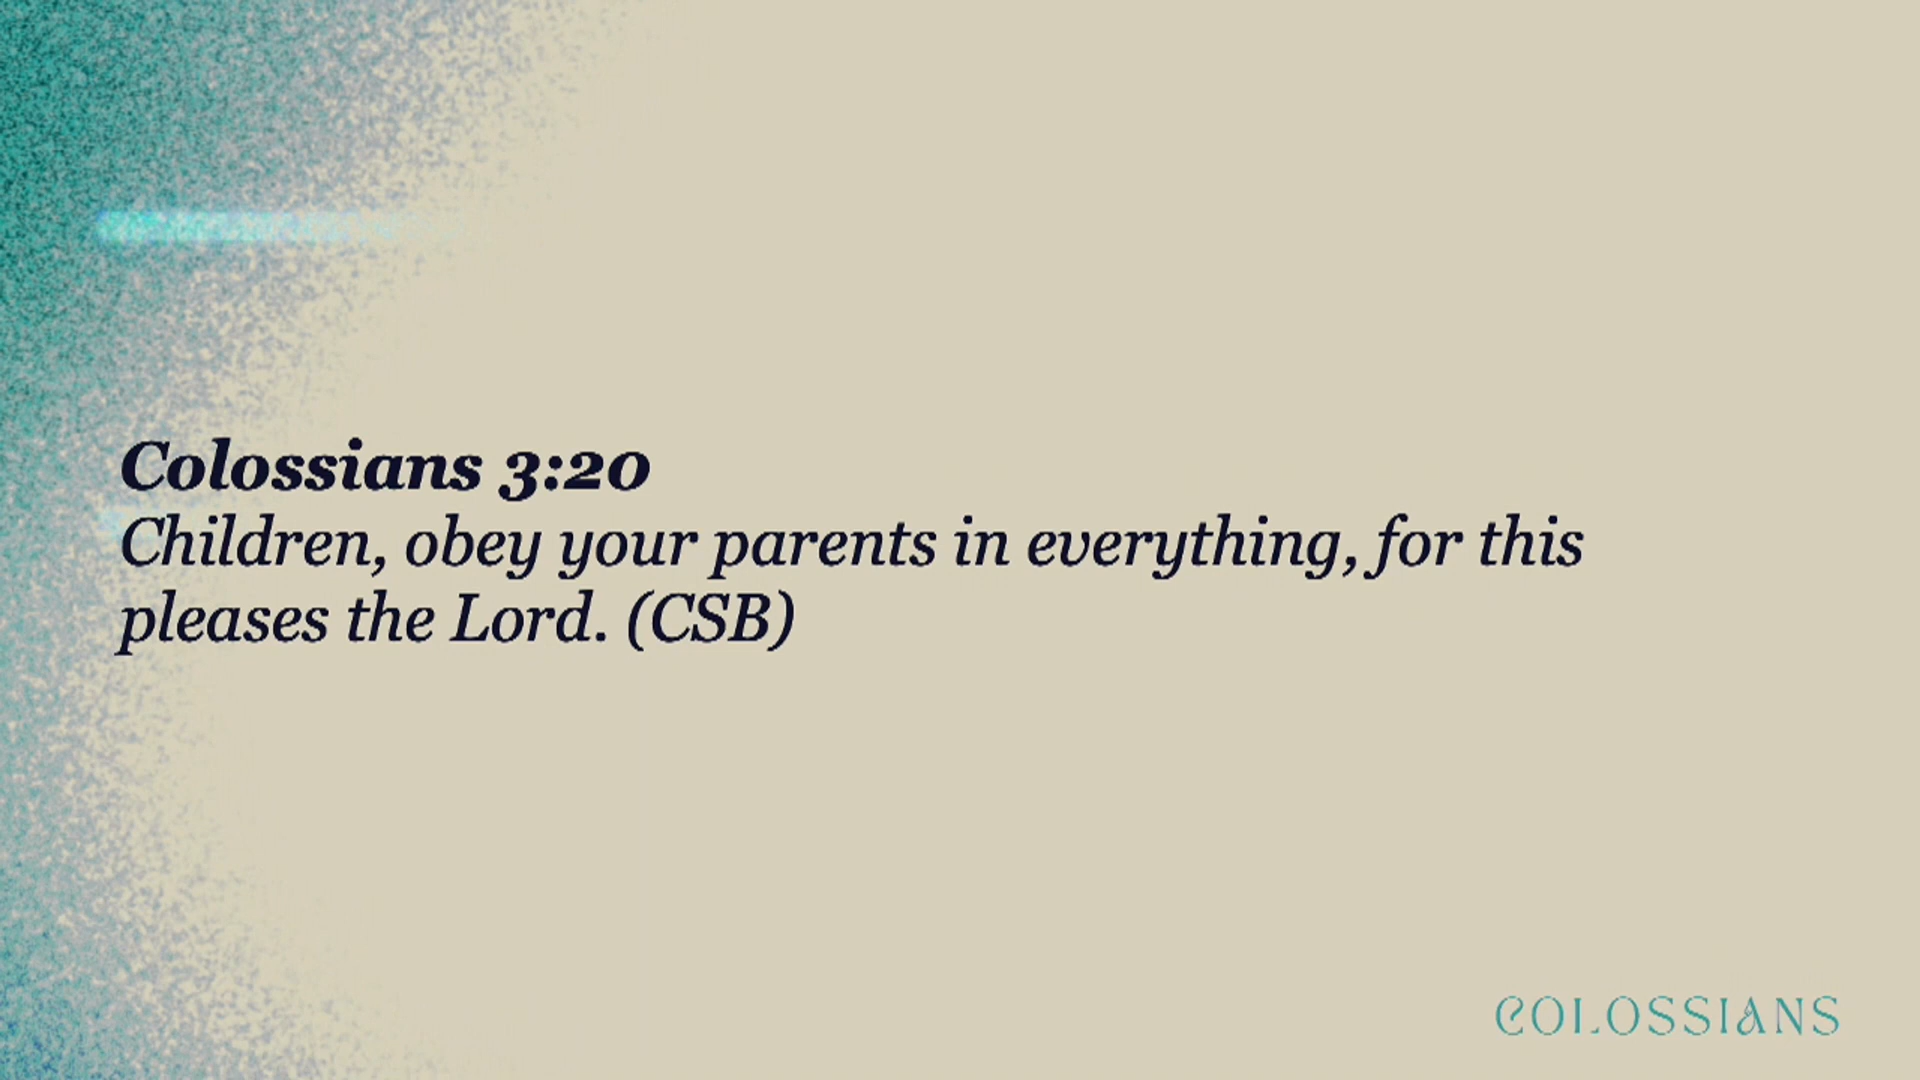 Colossians 3:20
Children, obey your parents in everything, for this
pleases the Lord. (CSB)
COLOSSIANS